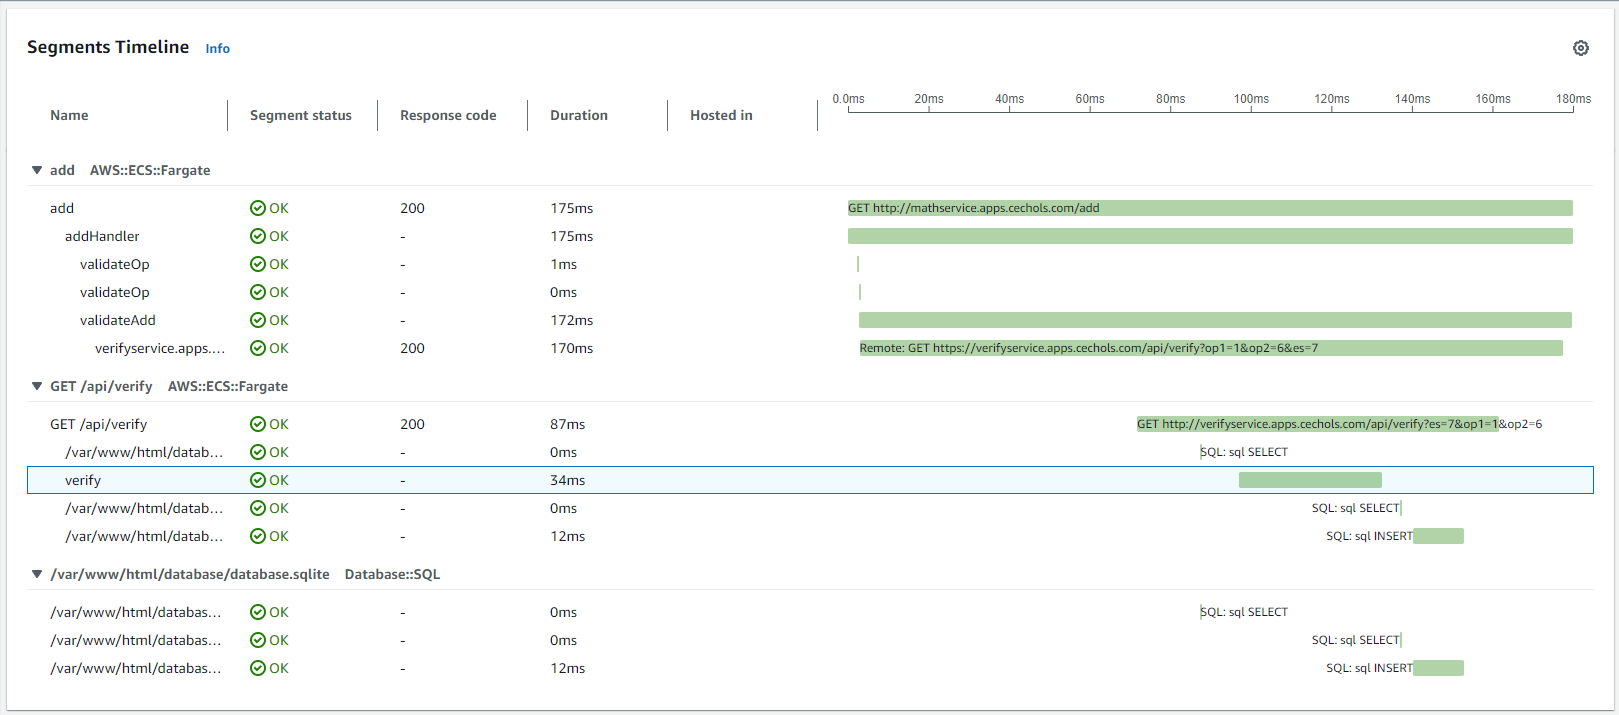 Segments Timeline Info
Name Segment status Response code Duration Hosted in 0.0ms 20ms 40ms 60ms 80ms 100ms 120ms 140ms 160ms 180ms
add AWS::ECS::Fargate
add OK 200 175ms GET http://mathservice.apps.cechols.com/add
addHandler OK - 175ms
validateOp OK - 1ms
validateOp OK - 0ms
validateAdd OK - 172ms
verifyservice.apps.... OK 200 170ms Remote: GET https://verifyservice.apps.cechols.com/api/verify?op1=1&op2=6&es=7
GET /api/verify AWS::ECS::Fargate
GET /api/verify OK 200 87ms GET http://verifyservice.apps.cechols.com/api/verify?es=7&op1=1&op2=6
/var/www/html/datab... OK - 0ms SQL: sql SELECT
verify OK - 34ms
/var/www/html/datab... OK - 0ms SQL: sql SELECT
/var/www/html/datab... OK - 12ms SQL: sql INSERT
/var/www/html/database/database.sqlite Database::SQL
/var/www/html/databas... OK - 0ms SQL: sql SELECT
/var/www/html/databas... OK - 0ms SQL: sql SELECT
/var/www/html/databas... OK - 12ms SQL: sql INSERT